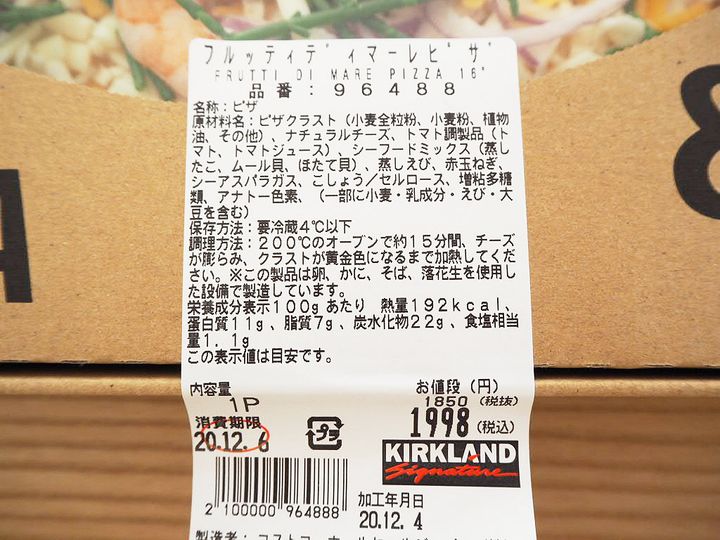 フルッティディマーレピザ
FRUTTI DI MARE PIZZA 16"
品番:96488
名称:ピザ
原材料名:ピザクラスト(小麦全粒粉、小麦粉、植物
油、その他)、ナチュラルチーズ、トマト調製品(ト
マト、トマトジュース)、シーフードミックス(蒸し
たこ、ムール貝、ほたて貝)、蒸しえび、赤玉ねぎ、
シーアスパラガス、こしょう/セルロース、増粘多糖
類、アナトー色素、(一部に小麦・乳成分・えび・大
豆を含む)
保存方法:要冷蔵4℃以下
調理方法:200℃のオーブンで約15分間、チーズ
が膨らみ、クラストが黄金色になるまで加熱してくだ
さい。※この製品は卵、かに、そば、落花生を使用し
た設備で製造しています。
栄養成分表示100gあたり 熱量192kcal、
蛋白質11g、脂質7g、炭水化物22g、食塩相当
量1.1g
この表示値は目安です。
内容量 お値段(円)
1P 1850(税抜)
消費期限 1998(税込)
20.12.6 プラ
KIRKLAND
Signature
2 100000 964888
加工年月日
20.12.4
A
8